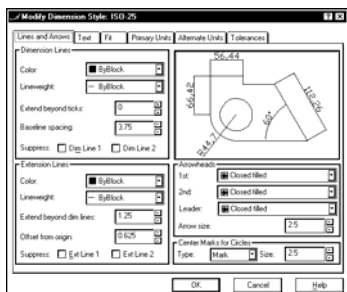 Modify Dimension Style: ISO-25
Lines and Arrows Text Fit Primary Units Alternate Units Tolerances
Dimension Lines
Color: ByBlock
Lineweight: ByBlock
Extend beyond ticks: 0
Baseline spacing: 3.75
Suppress: Dim Line 1 Dim Line 2
Extension Lines
Color: ByBlock
Lineweight: ByBlock
Extend beyond dim lines: 1.25
Offset from origin: 0.625
Suppress: Ext Line 1 Ext Line 2
56,44
66,42
112,26
60°
R44,7
Arrowheads
1st: Closed filled
2nd: Closed filled
Leader: Closed filled
Arrow size: 2.5
Center Marks for Circles
Type: Mark Size: 2.5
OK Cancel Help